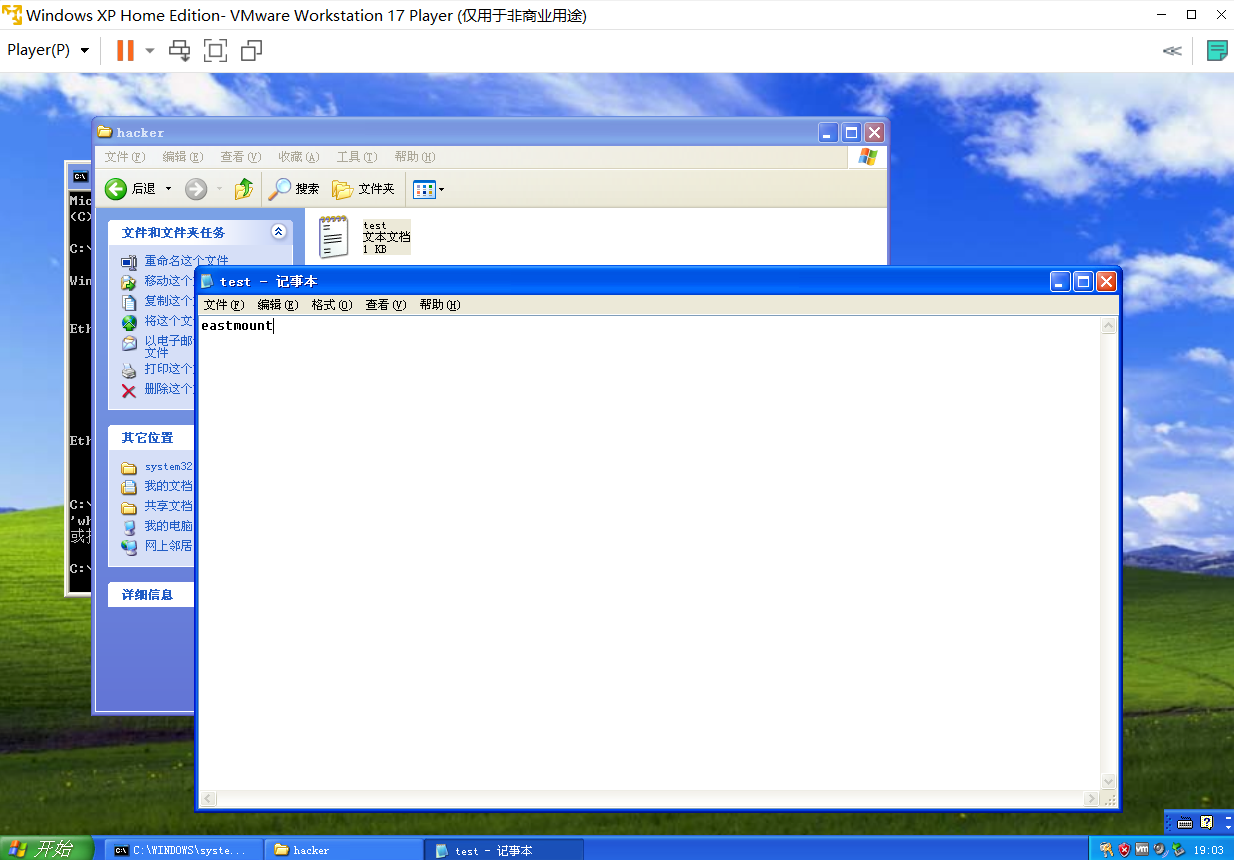 Windows XP Home Edition- VMware Workstation 17 Player (仅用于非商业用途)
Player(P)
hacker
文件(F) 编辑(E) 查看(V) 收藏(A) 工具(T) 帮助(H)
后退 搜索 文件夹
Mic
(C)
C:\
Win
Eth
Eth
C:\
'wh
C:\
文件和文件夹任务
重命名这个文件
移动这个
复制这个
将这个文
以电子邮
文件
打印这个
删除这个
其它位置
system32
我的文档
共享文档
我的电脑
网上邻居
详细信息
test
文本文档
1 KB
test - 记事本
文件(F) 编辑(E) 格式(O) 查看(V) 帮助(H)
eastmount
开始 C:\WINDOWS\syste... hacker test - 记事本 19:03